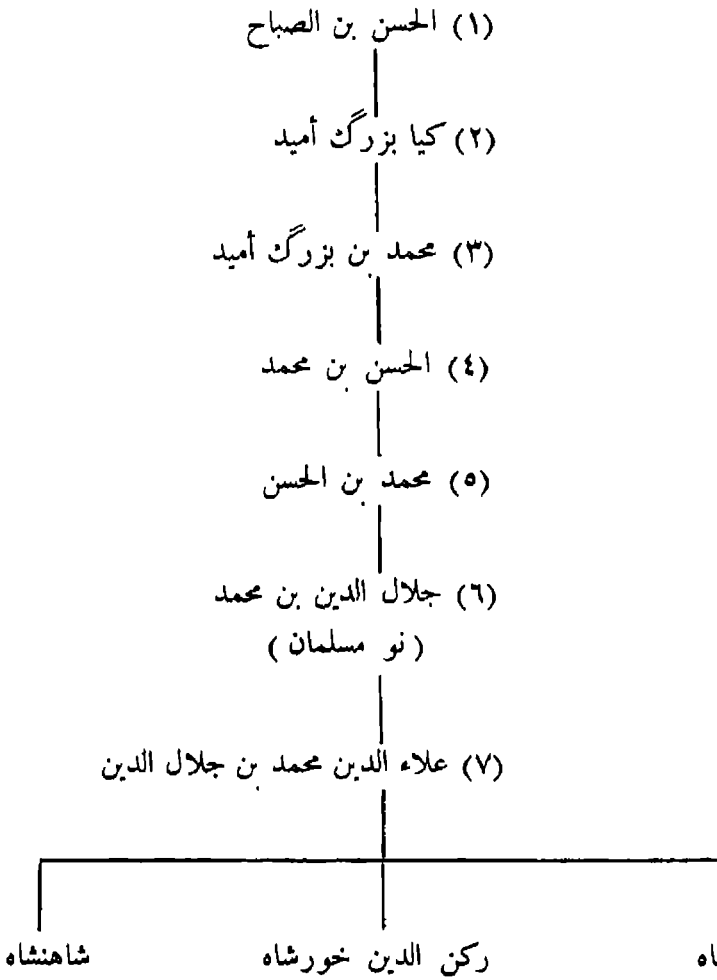 (١) الحسن بن الصباح
(٢) كيا بزرگ أميد
(٣) محمد بن بزرگ أميد
(٤) الحسن بن محمد
(٥) محمد بن الحسن
(٦) جلال الدين بن محمد
( نو مسلمان )
(٧) علاء الدين محمد بن جلال الدين
ركن الدين خورشاه شاهنشاه